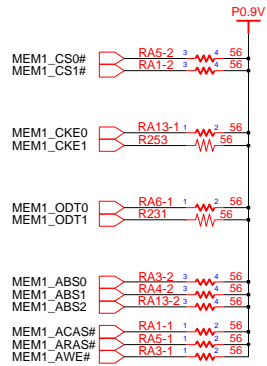 P0.9V
MEM1_CS0# RA5-2 3 4 56
MEM1_CS1# RA1-2 3 4 56
MEM1_CKE0 RA13-1 1 2 56
MEM1_CKE1 R253 56
MEM1_ODT0 RA6-1 1 2 56
MEM1_ODT1 R231 56
MEM1_ABS0 RA3-2 3 4 56
MEM1_ABS1 RA4-2 3 4 56
MEM1_ABS2 RA13-2 3 4 56
MEM1_ACAS# RA1-1 1 2 56
MEM1_ARAS# RA5-1 1 2 56
MEM1_AWE# RA3-1 1 2 56